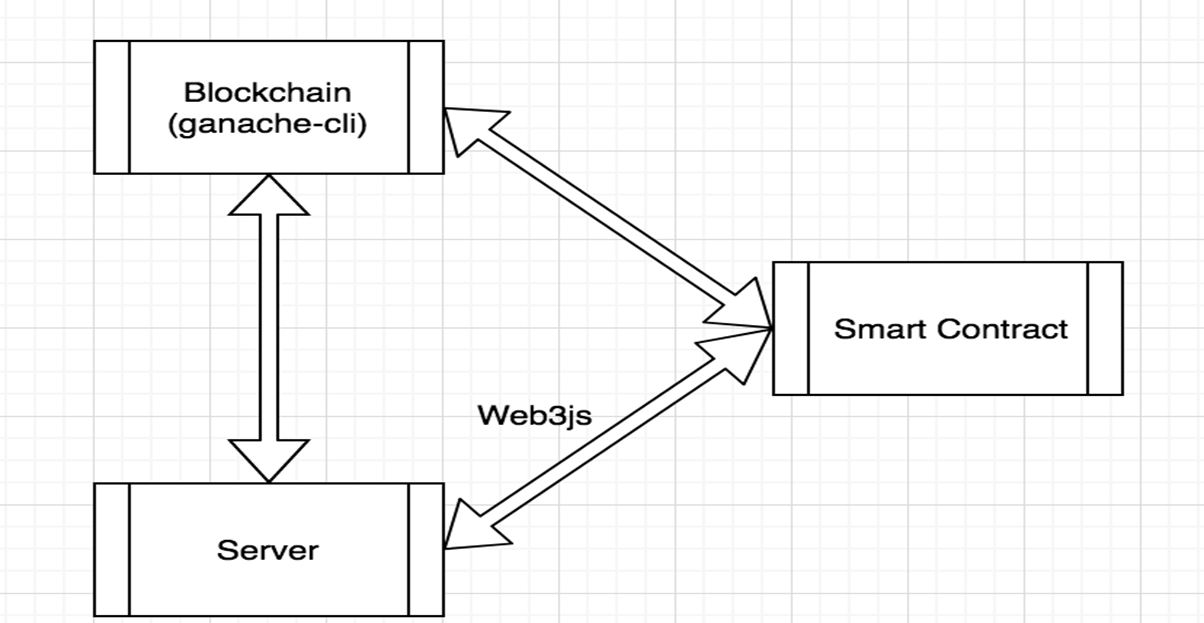 Blockchain
(ganache-cli)
Smart Contract
Web3js
Server